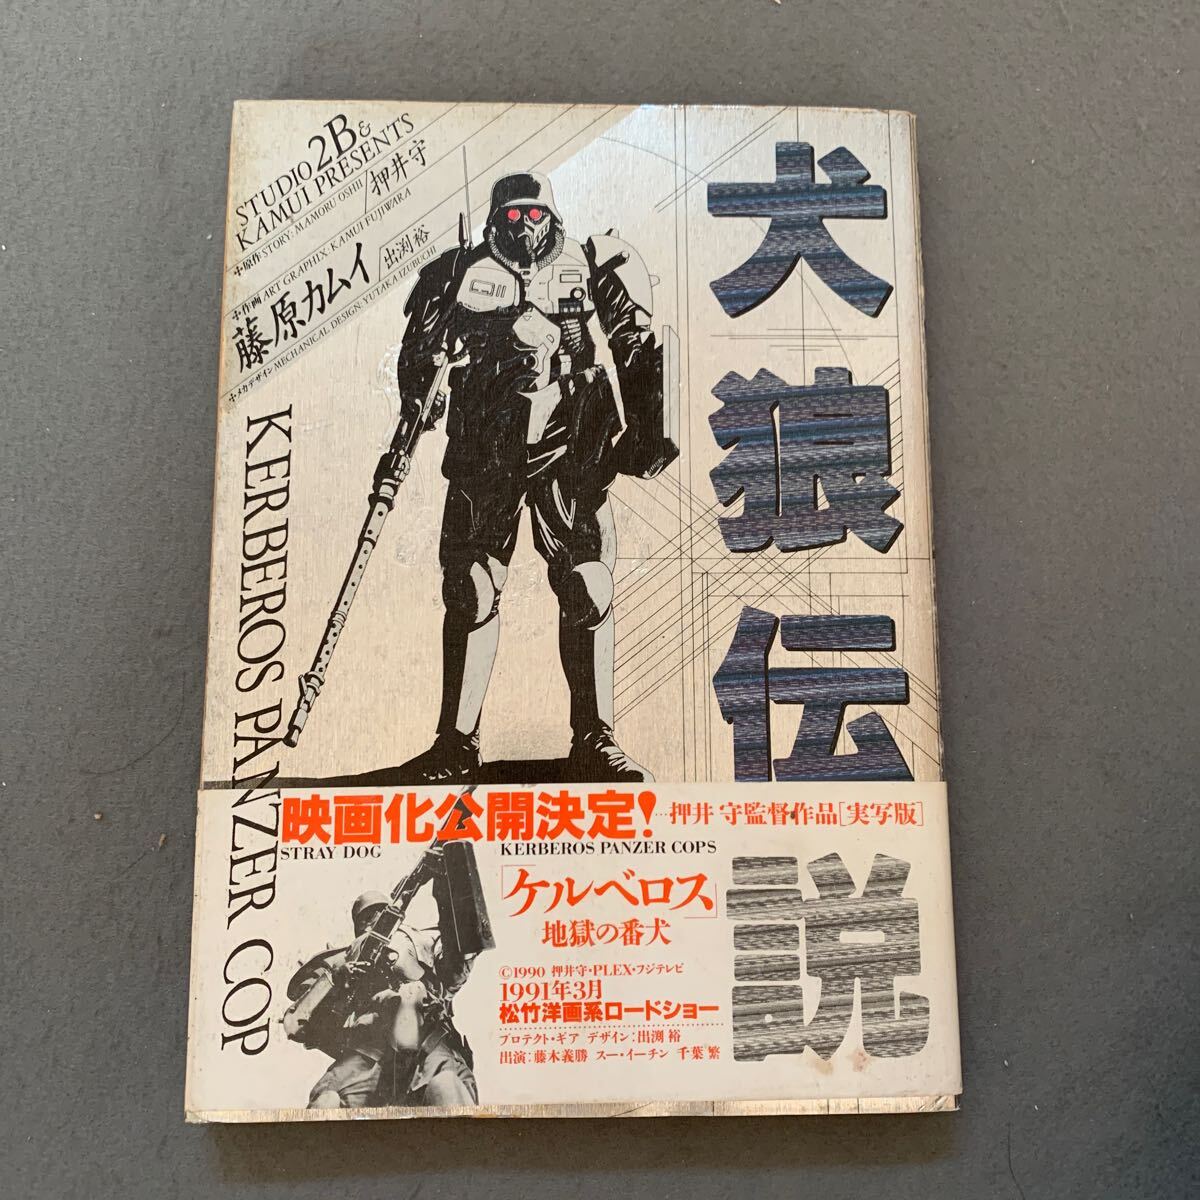 STUDIO 2B &
KAMUI PRESENTS
✢原作 STORY: MAMORU OSHII / 押井守
✢作画 ART GRAPHIX. KAMUI FUJIWARA
藤原カムイ / 出渕裕
✢メカデザイン MECHANICAL DESIGN: YUTAKA IZUBUCHI
犬狼伝説
KERBEROS PANZER COP
映画化公開決定!…押井 守監督作品[実写版]
STRAY DOG KERBEROS PANZER COPS
「ケルベロス」
地獄の番犬
©1990 押井守・PLEX・フジテレビ
1991年3月
松竹洋画系ロードショー
プロテクト・ギア デザイン:出渕 裕
出演:藤木義勝 スー・イーチン 千葉 繁